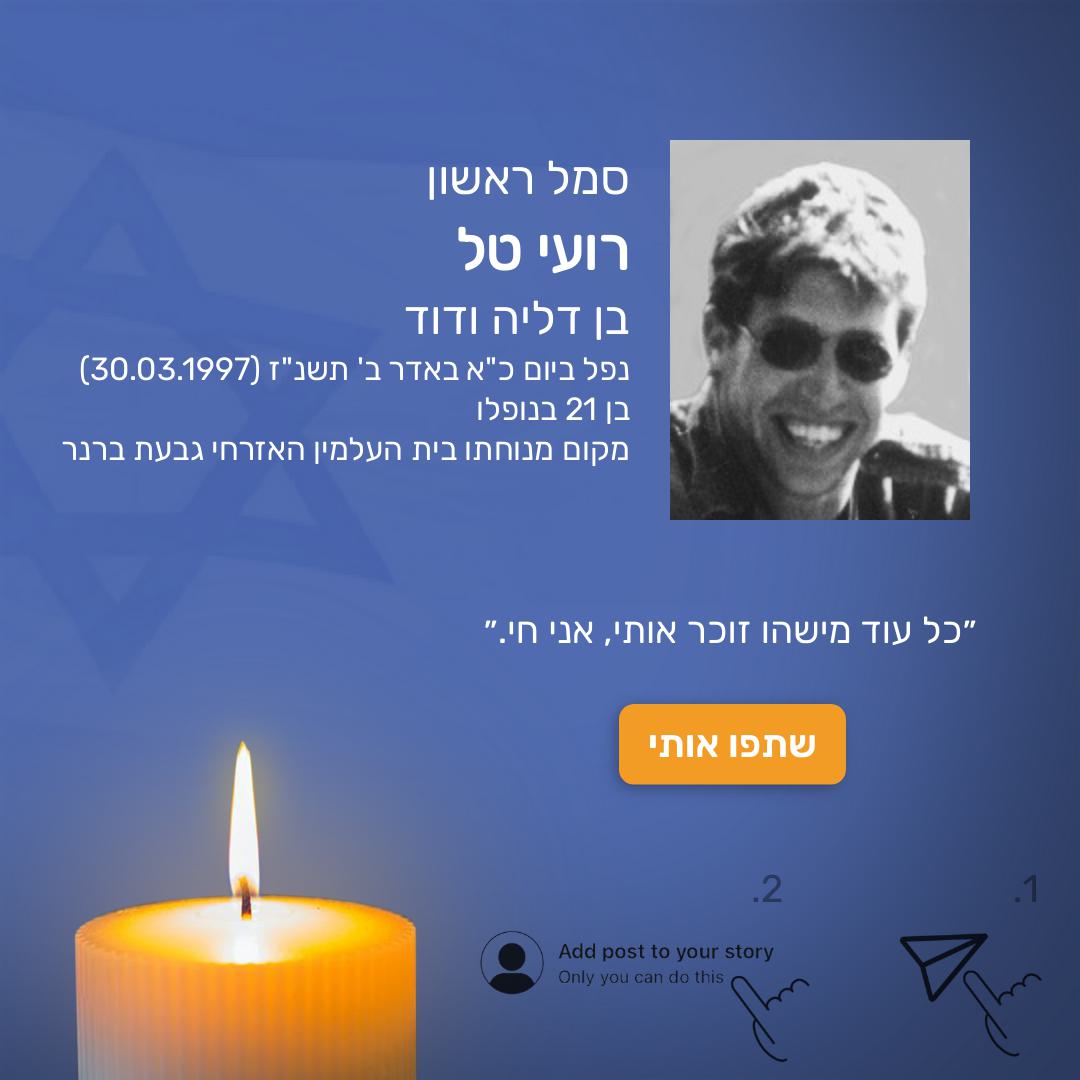 סמל ראשון
רועי טל
בן דליה ודוד
נפל ביום כ"א באדר ב' תשנ"ז (30.03.1997)
בן 21 בנופלו
מקום מנוחתו בית העלמין האזרחי גבעת ברנר
״כל עוד מישהו זוכר אותי, אני חי.״
שתפו אותי
.1
.2
Add post to your story
Only you can do this